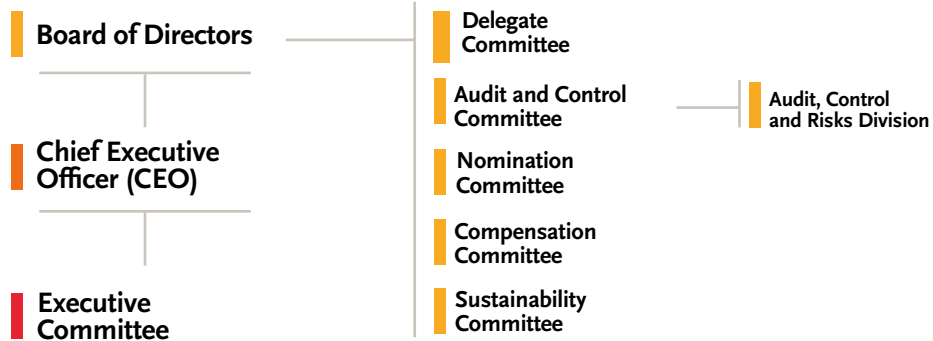 Board of Directors
Chief Executive
Officer (CEO)
Executive
Committee
Delegate
Committee
Audit and Control
Committee
Nomination
Committee
Compensation
Committee
Sustainability
Committee
Audit, Control
and Risks Division